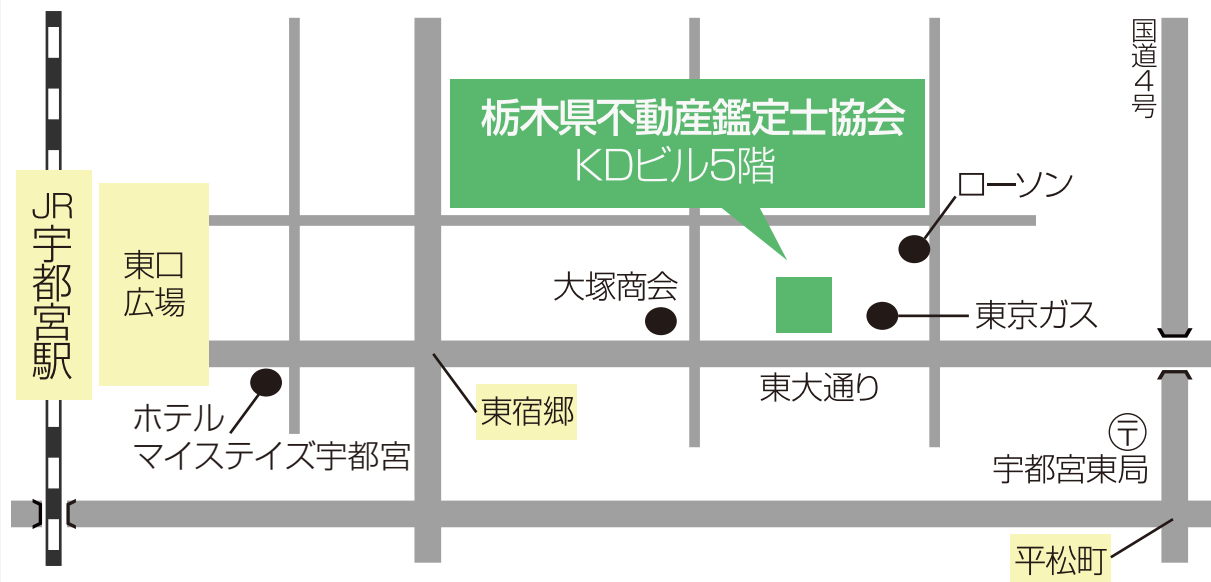 国道4号
栃木県不動産鑑定士協会
KDビル5階
ローソン
JR宇都宮駅
東口
広場
大塚商会
東京ガス
東大通り
東宿郷
ホテル
マイステイズ宇都宮
〒
宇都宮東局
平松町